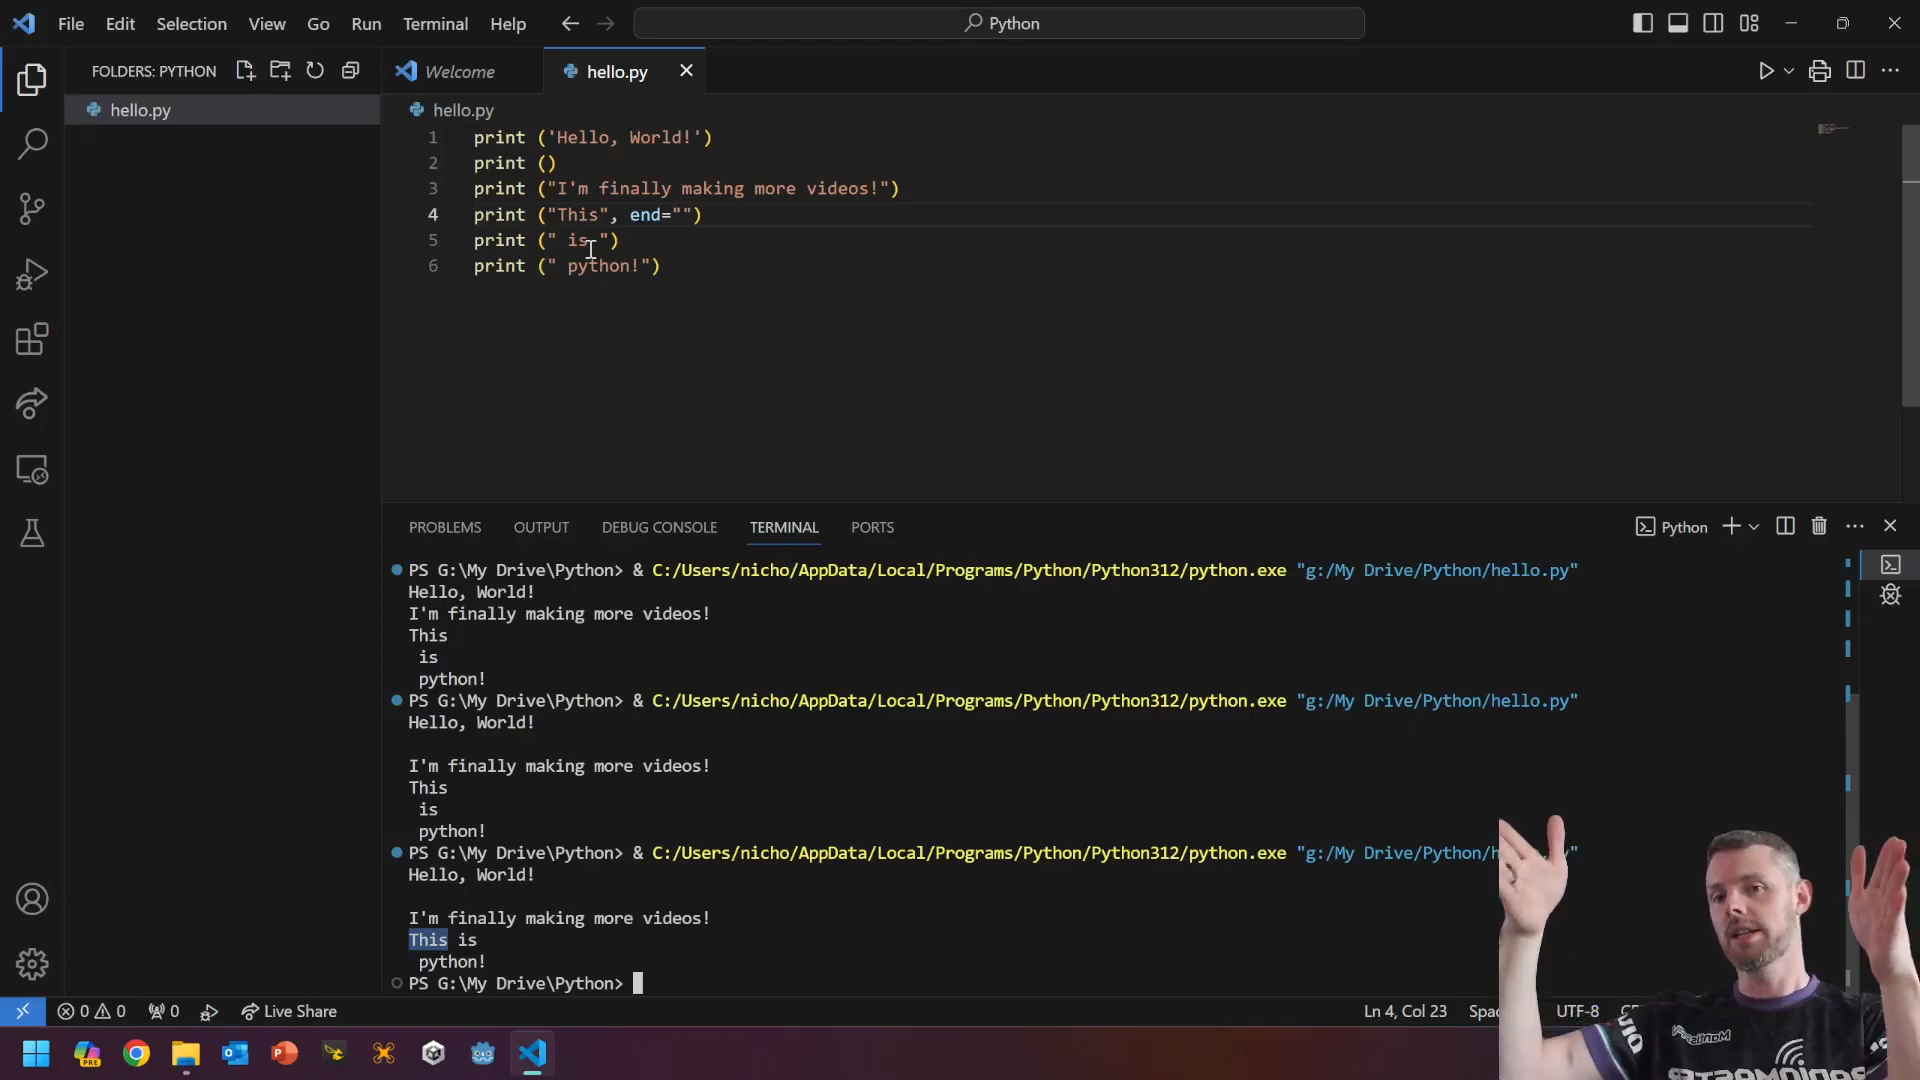 File Edit Selection View Go Run Terminal Help Python
FOLDERS: PYTHON
Welcome hello.py
hello.py
hello.py
1 print ('Hello, World!')
2 print ()
3 print ("I'm finally making more videos!")
4 print ("This", end="")
5 print (" is ")
6 print (" python!")
PROBLEMS OUTPUT DEBUG CONSOLE TERMINAL PORTS Python
PS G:\My Drive\Python> & C:/Users/nicho/AppData/Local/Programs/Python/Python312/python.exe "g:/My Drive/Python/hello.py"
Hello, World!
I'm finally making more videos!
This
 is
 python!
PS G:\My Drive\Python> & C:/Users/nicho/AppData/Local/Programs/Python/Python312/python.exe "g:/My Drive/Python/hello.py"
Hello, World!
I'm finally making more videos!
This
 is
 python!
PS G:\My Drive\Python> & C:/Users/nicho/AppData/Local/Programs/Python/Python312/python.exe "g:/My Drive/Python/
Hello, World!
I'm finally making more videos!
This is
 python!
PS G:\My Drive\Python>
0 0 0 Live Share Ln 4, Col 23 UTF-8
PRE